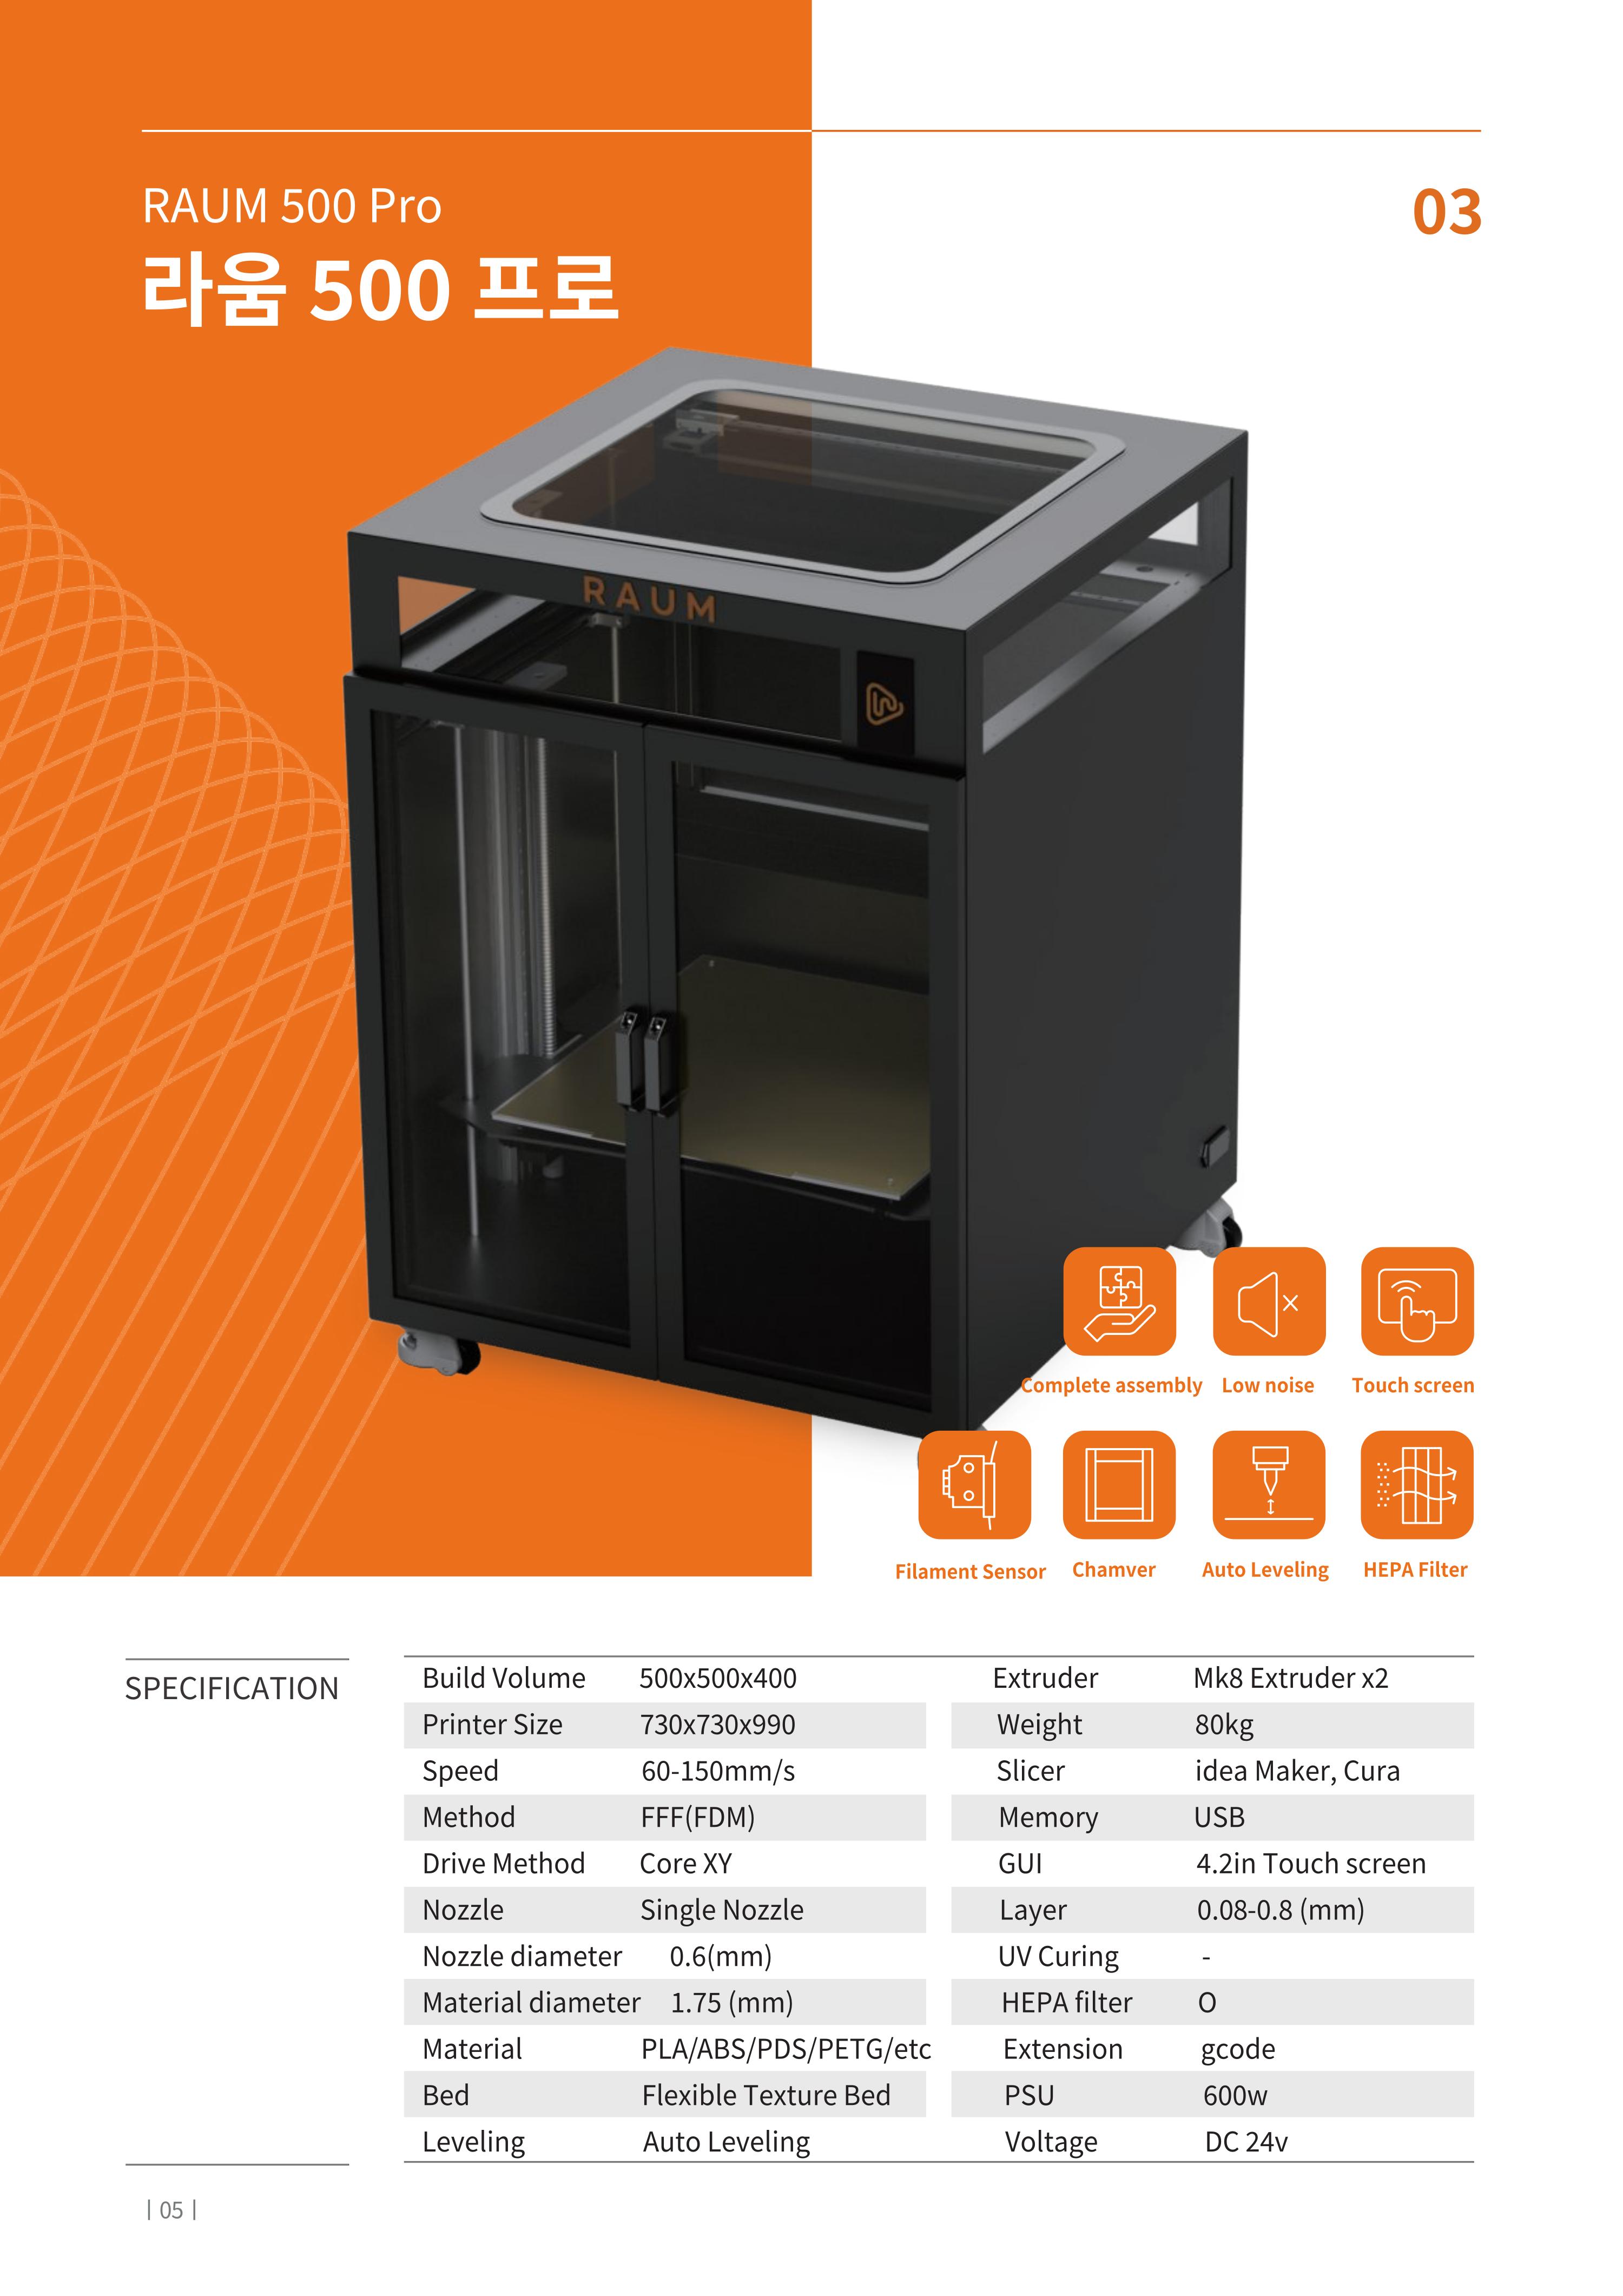 RAUM 500 Pro
라움 500 프로
03
RAUM
Complete assembly
Low noise
Touch screen
Filament Sensor
Chamver
Auto Leveling
HEPA Filter
SPECIFICATION
Build Volume 500x500x400
Printer Size 730x730x990
Speed 60-150mm/s
Method FFF(FDM)
Drive Method Core XY
Nozzle Single Nozzle
Nozzle diameter 0.6(mm)
Material diameter 1.75 (mm)
Material PLA/ABS/PDS/PETG/etc
Bed Flexible Texture Bed
Leveling Auto Leveling
Extruder Mk8 Extruder x2
Weight 80kg
Slicer idea Maker, Cura
Memory USB
GUI 4.2in Touch screen
Layer 0.08-0.8 (mm)
UV Curing -
HEPA filter O
Extension gcode
PSU 600w
Voltage DC 24v
| 05 |